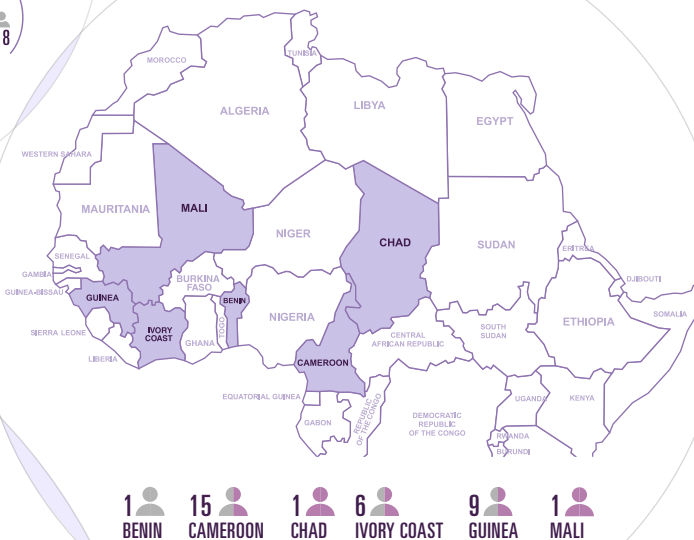 8
TUNISIA
MOROCCO
ALGERIA
LIBYA
EGYPT
WESTERN SAHARA
MAURITANIA
MALI
NIGER
CHAD
SUDAN
ERITREA
SENEGAL
GAMBIA
GUINEA-BISSAU
GUINEA
BURKINA
FASO
BENIN
DJIBOUTI
SOMALIA
NIGERIA
ETHIOPIA
SIERRA LEONE
IVORY
COAST
GHANA
TOGO
LIBERIA
CENTRAL
AFRICAN REPUBLIC
SOUTH
SUDAN
CAMEROON
EQUATORIAL GUINEA
GABON
REPUBLIC
OF THE CONGO
DEMOCRATIC
REPUBLIC
OF THE CONGO
UGANDA
KENYA
RWANDA
BURUNDI
1 15 1 6 9 1
BENIN CAMEROON CHAD IVORY COAST GUINEA MALI